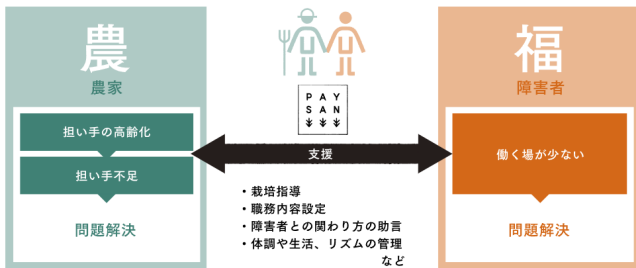 農
農家
担い手の高齢化
担い手不足
問題解決
PAY
SAN
支援
・栽培指導
・職務内容設定
・障害者との関わり方の助言
・体調や生活、リズムの管理
など
福
障害者
働く場が少ない
問題解決